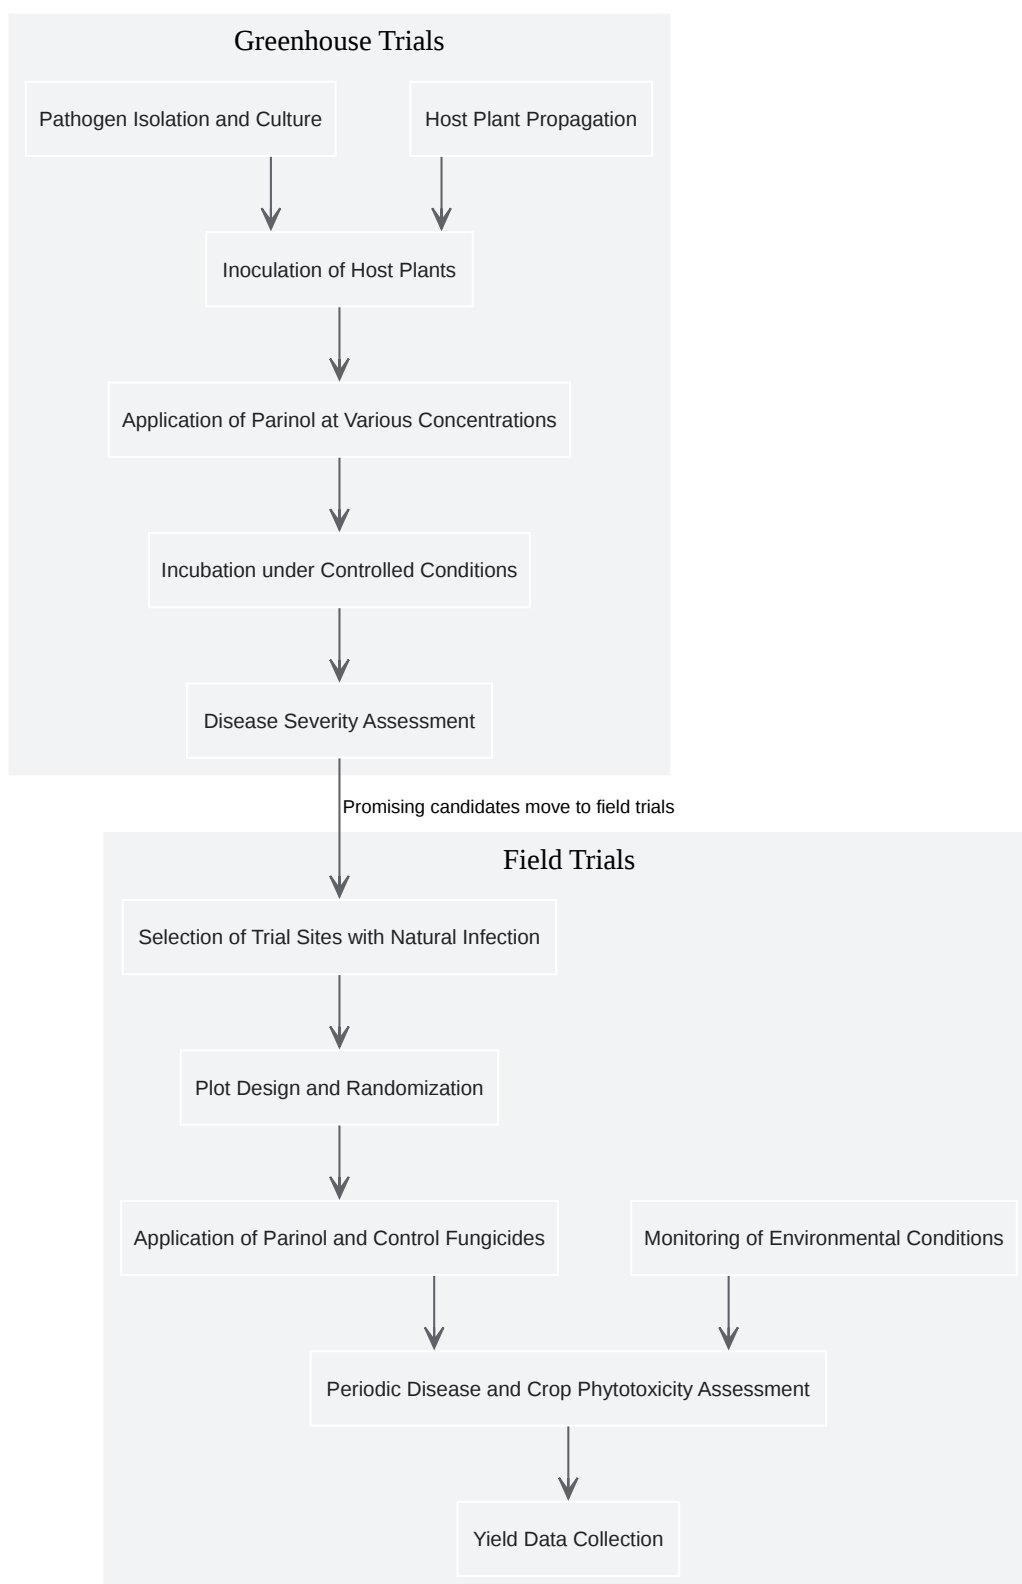 Greenhouse Trials
Pathogen Isolation and Culture
Host Plant Propagation
Inoculation of Host Plants
Application of Parinol at Various Concentrations
Incubation under Controlled Conditions
Disease Severity Assessment
Promising candidates move to field trials
Field Trials
Selection of Trial Sites with Natural Infection
Plot Design and Randomization
Application of Parinol and Control Fungicides
Monitoring of Environmental Conditions
Periodic Disease and Crop Phytotoxicity Assessment
Yield Data Collection